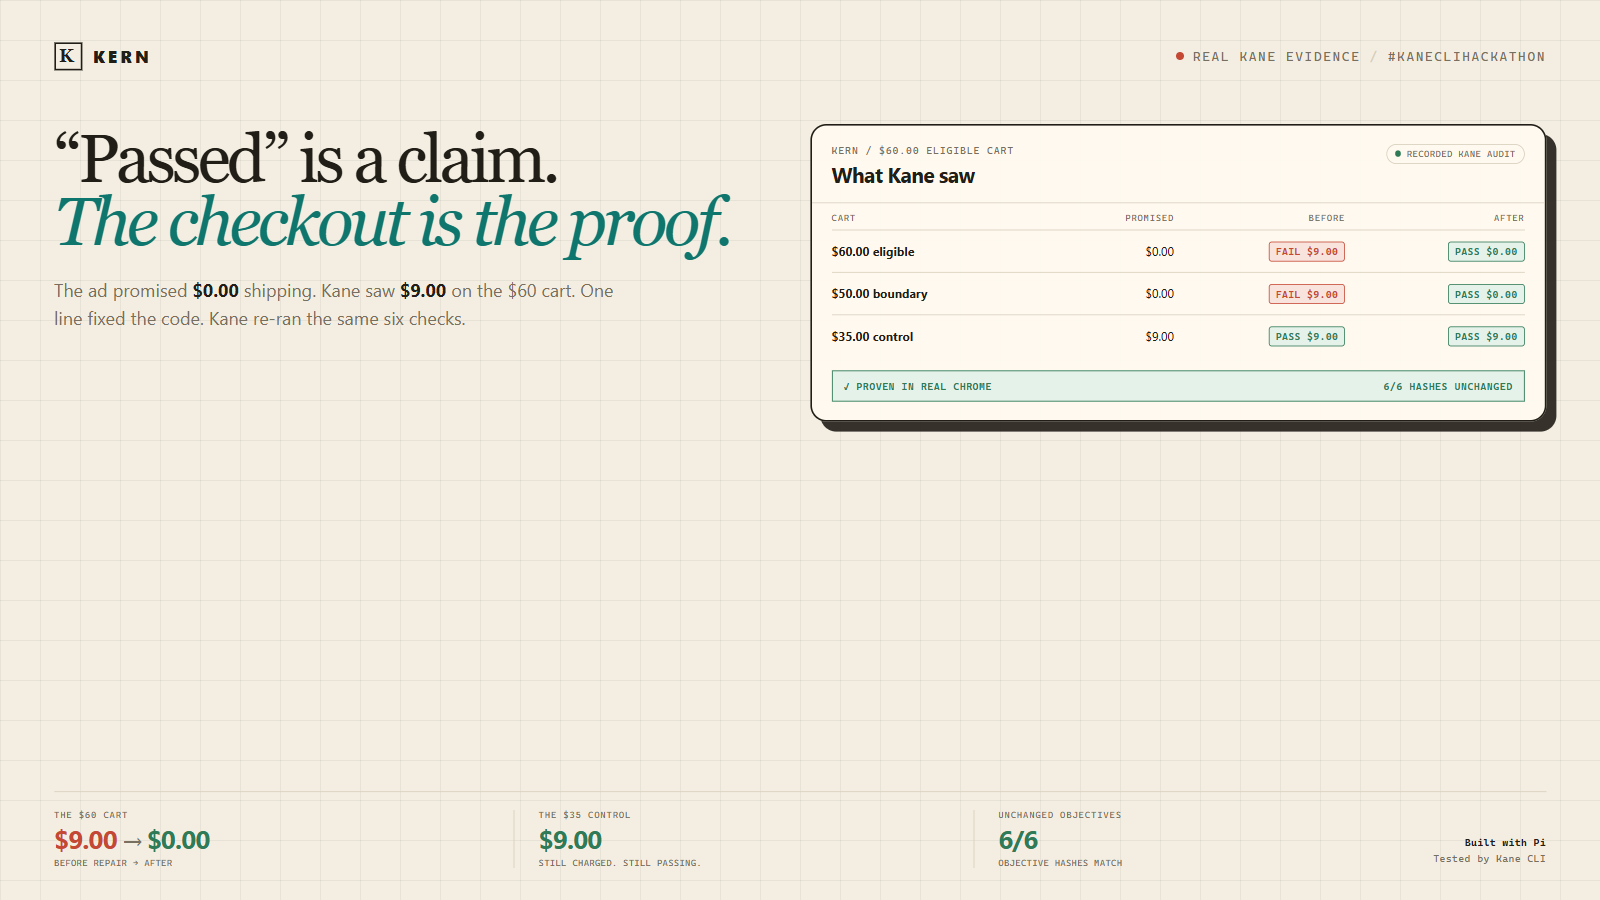 K KERN
REAL KANE EVIDENCE / #KANECLIHACKATHON
“Passed” is a claim.
The checkout is the proof.
The ad promised $0.00 shipping. Kane saw $9.00 on the $60 cart. One
line fixed the code. Kane re-ran the same six checks.
KERN / $60.00 ELIGIBLE CART
What Kane saw
RECORDED KANE AUDIT
CART PROMISED BEFORE AFTER
$60.00 eligible $0.00 FAIL $9.00 PASS $0.00
$50.00 boundary $0.00 FAIL $9.00 PASS $0.00
$35.00 control $9.00 PASS $9.00 PASS $9.00
✓ PROVEN IN REAL CHROME 6/6 HASHES UNCHANGED
THE $60 CART
$9.00 → $0.00
BEFORE REPAIR → AFTER
THE $35 CONTROL
$9.00
STILL CHARGED. STILL PASSING.
UNCHANGED OBJECTIVES
6/6
OBJECTIVE HASHES MATCH
Built with Pi
Tested by Kane CLI